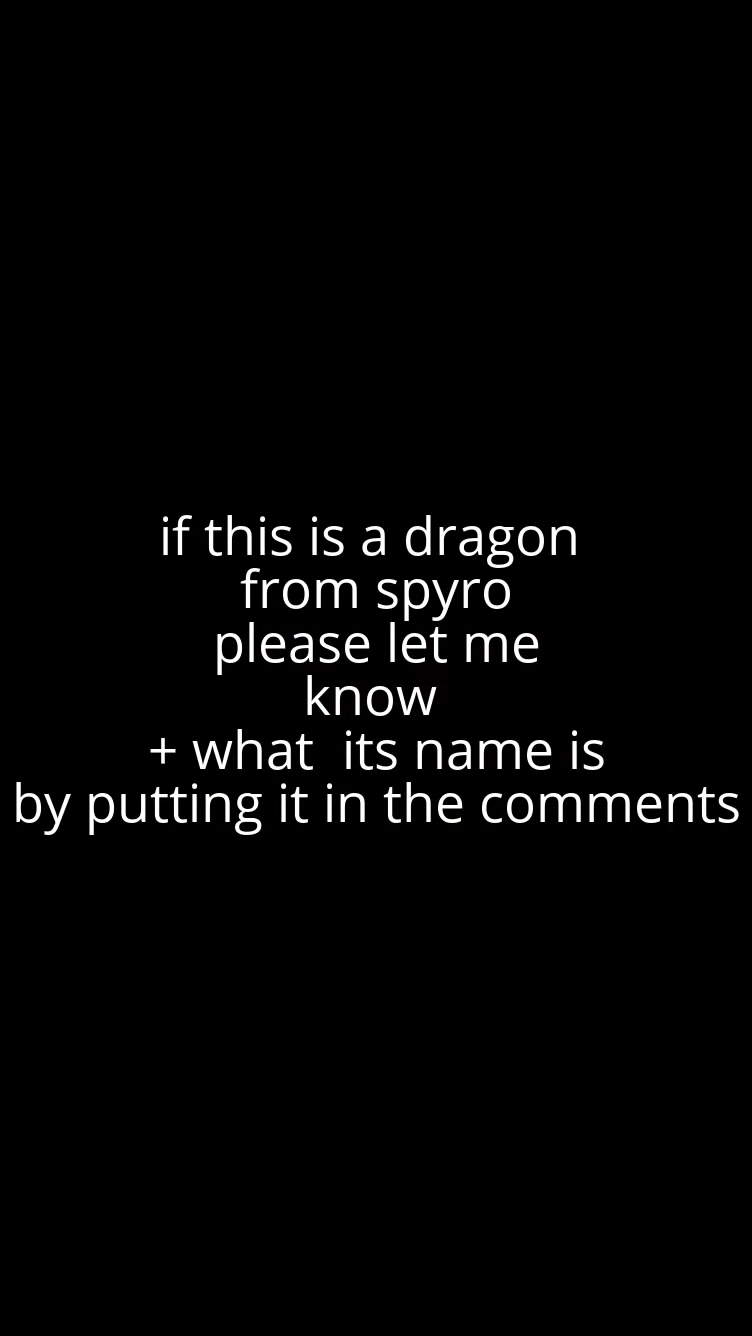 if this is a dragon
from spyro
please let me
know
+ what  its name is
by putting it in the comments